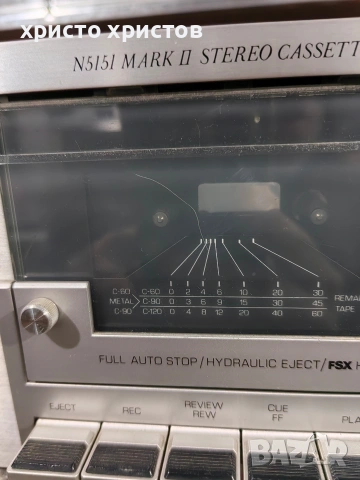 христо христов
N5151 MARK II STEREO CASSETT
C-60 C-60 0 2 4 6 10 20 30
METAL C-90 0 3 6 9 15 30 45
C-90 C-120 0 4 8 12 20 40 60
REMA
TAPE
FULL AUTO STOP/HYDRAULIC EJECT/FSX H
EJECT REC REVIEW REW CUE FF PLA
bazar.bg